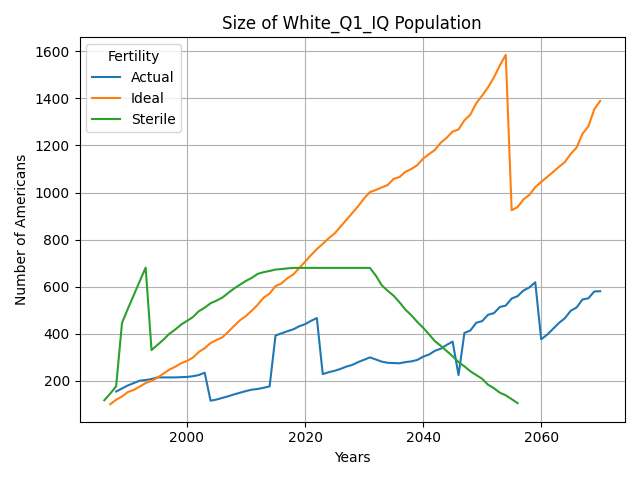 Size of White_Q1_IQ Population
Fertility
Actual
Ideal
Sterile
Number of Americans
1600
1400
1200
1000
800
600
400
200
2000
2020
2040
2060
Years